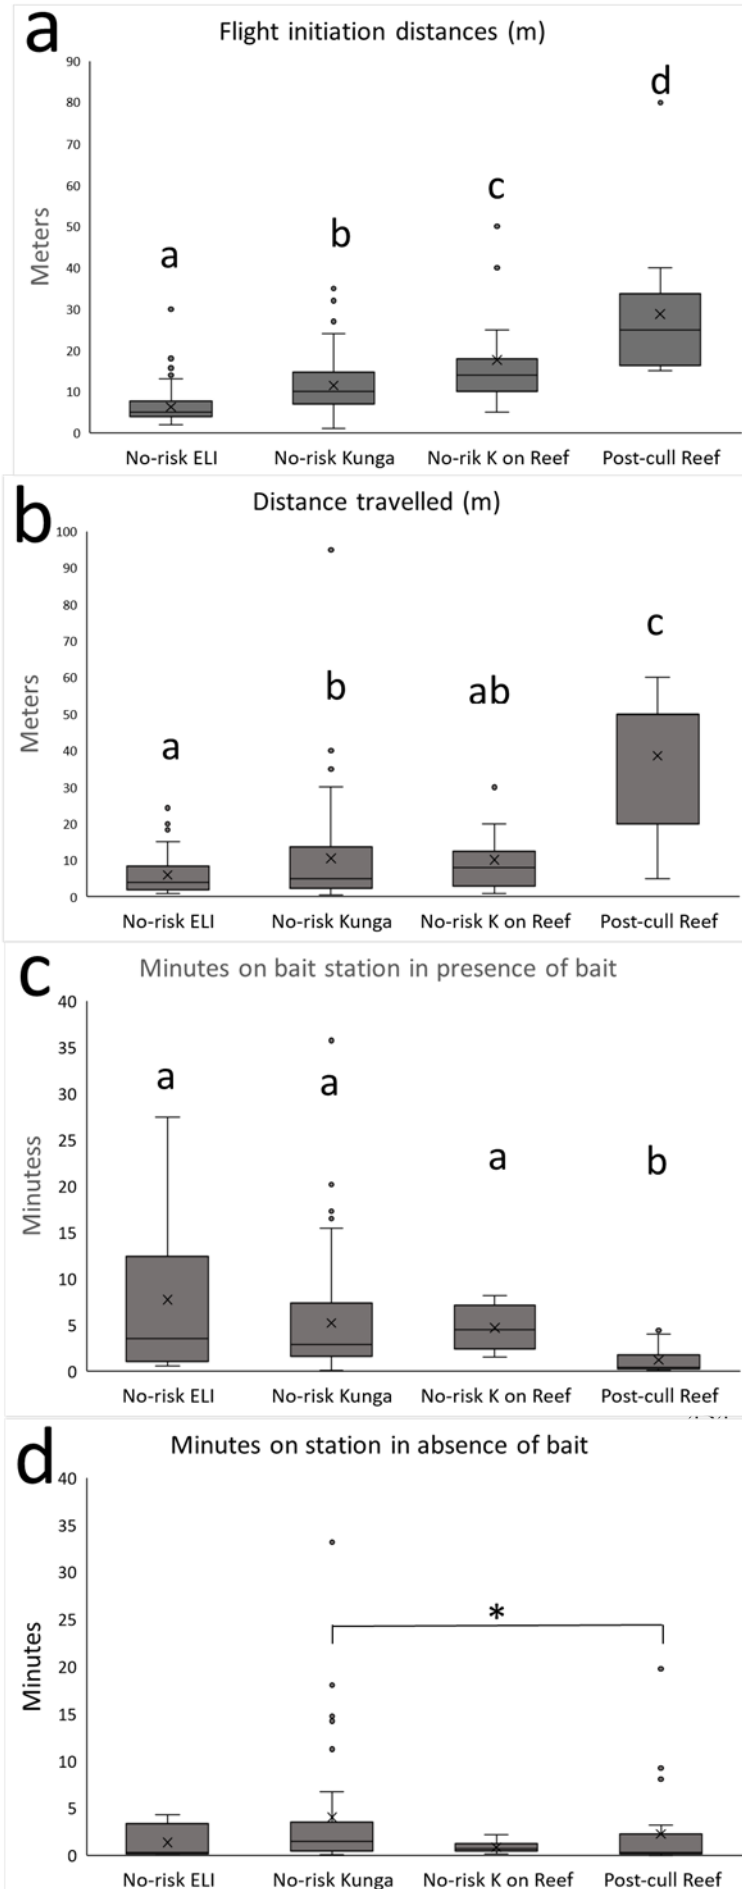 a
Flight initiation distances (m)
90
80
70
60
50
40
30
20
10
0
Meters
a
b
c
d
No-risk ELI
No-risk Kunga
No-rik K on Reef
Post-cull Reef
b
Distance travelled (m)
100
90
80
70
60
50
40
30
20
10
0
Meters
a
b
ab
c
No-risk ELI
No-risk Kunga
No-risk K on Reef
Post-cull Reef
c
Minutes on bait station in presence of bait
40
35
30
25
20
15
10
5
0
Minutess
a
a
a
b
No-risk ELI
No-risk Kunga
No-risk K on Reef
Post-cull Reef
d
Minutes on station in absence of bait
40
35
30
25
20
15
10
5
0
Minutes
*
No-risk ELI
No-risk Kunga
No-risk K on Reef
Post-cull Reef